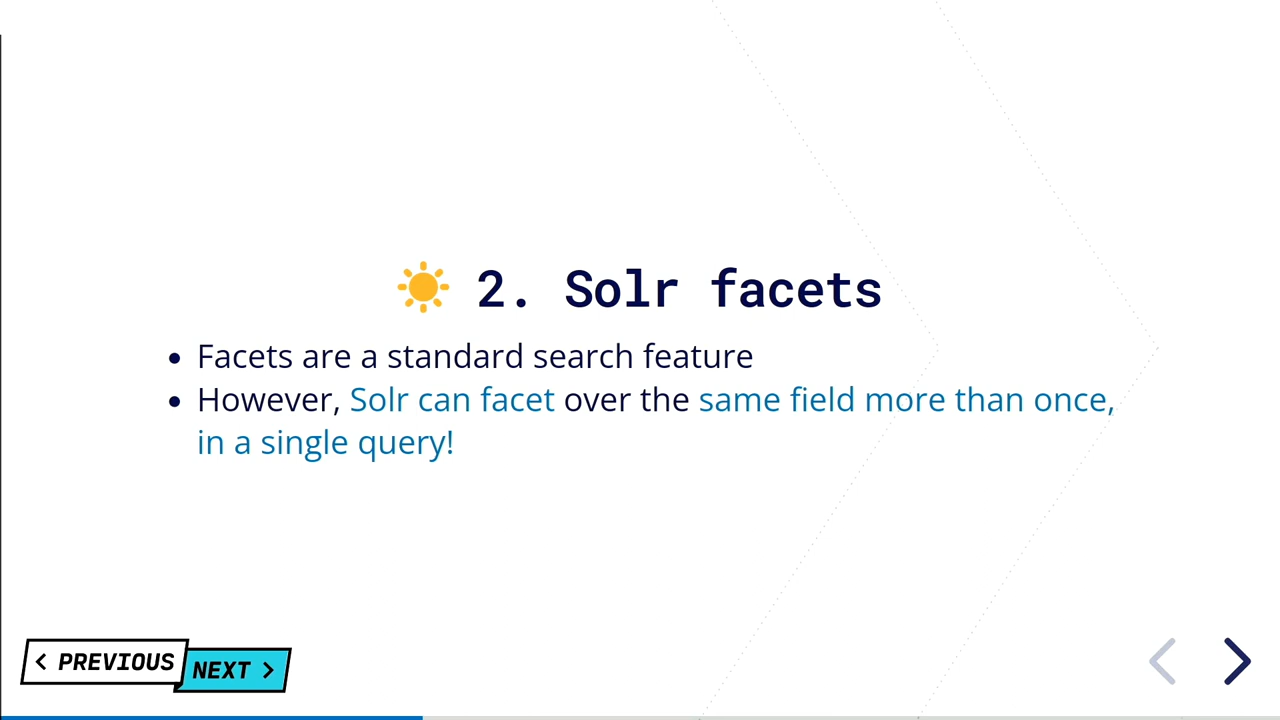 2. Solr facets
Facets are a standard search feature
However, Solr can facet over the same field more than once,
in a single query!
PREVIOUS
NEXT